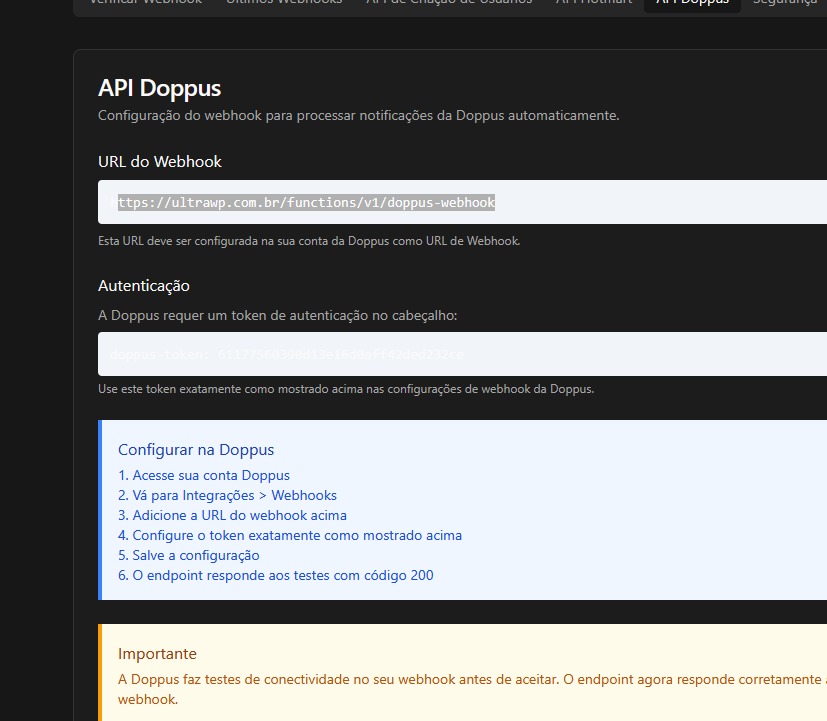 Verificar Webhook Últimos Webhooks API de Criação de Usuários API Hotmart API Doppus Segurança
API Doppus
Configuração do webhook para processar notificações da Doppus automaticamente.
URL do Webhook
ttps://ultrawp.com.br/functions/v1/doppus-webhook
Esta URL deve ser configurada na sua conta da Doppus como URL de Webhook.
Autenticação
A Doppus requer um token de autenticação no cabeçalho:
doppus-token:
Use este token exatamente como mostrado acima nas configurações de webhook da Doppus.
Configurar na Doppus
1. Acesse sua conta Doppus
2. Vá para Integrações > Webhooks
3. Adicione a URL do webhook acima
4. Configure o token exatamente como mostrado acima
5. Salve a configuração
6. O endpoint responde aos testes com código 200
Importante
A Doppus faz testes de conectividade no seu webhook antes de aceitar. O endpoint agora responde corretamente
webhook.